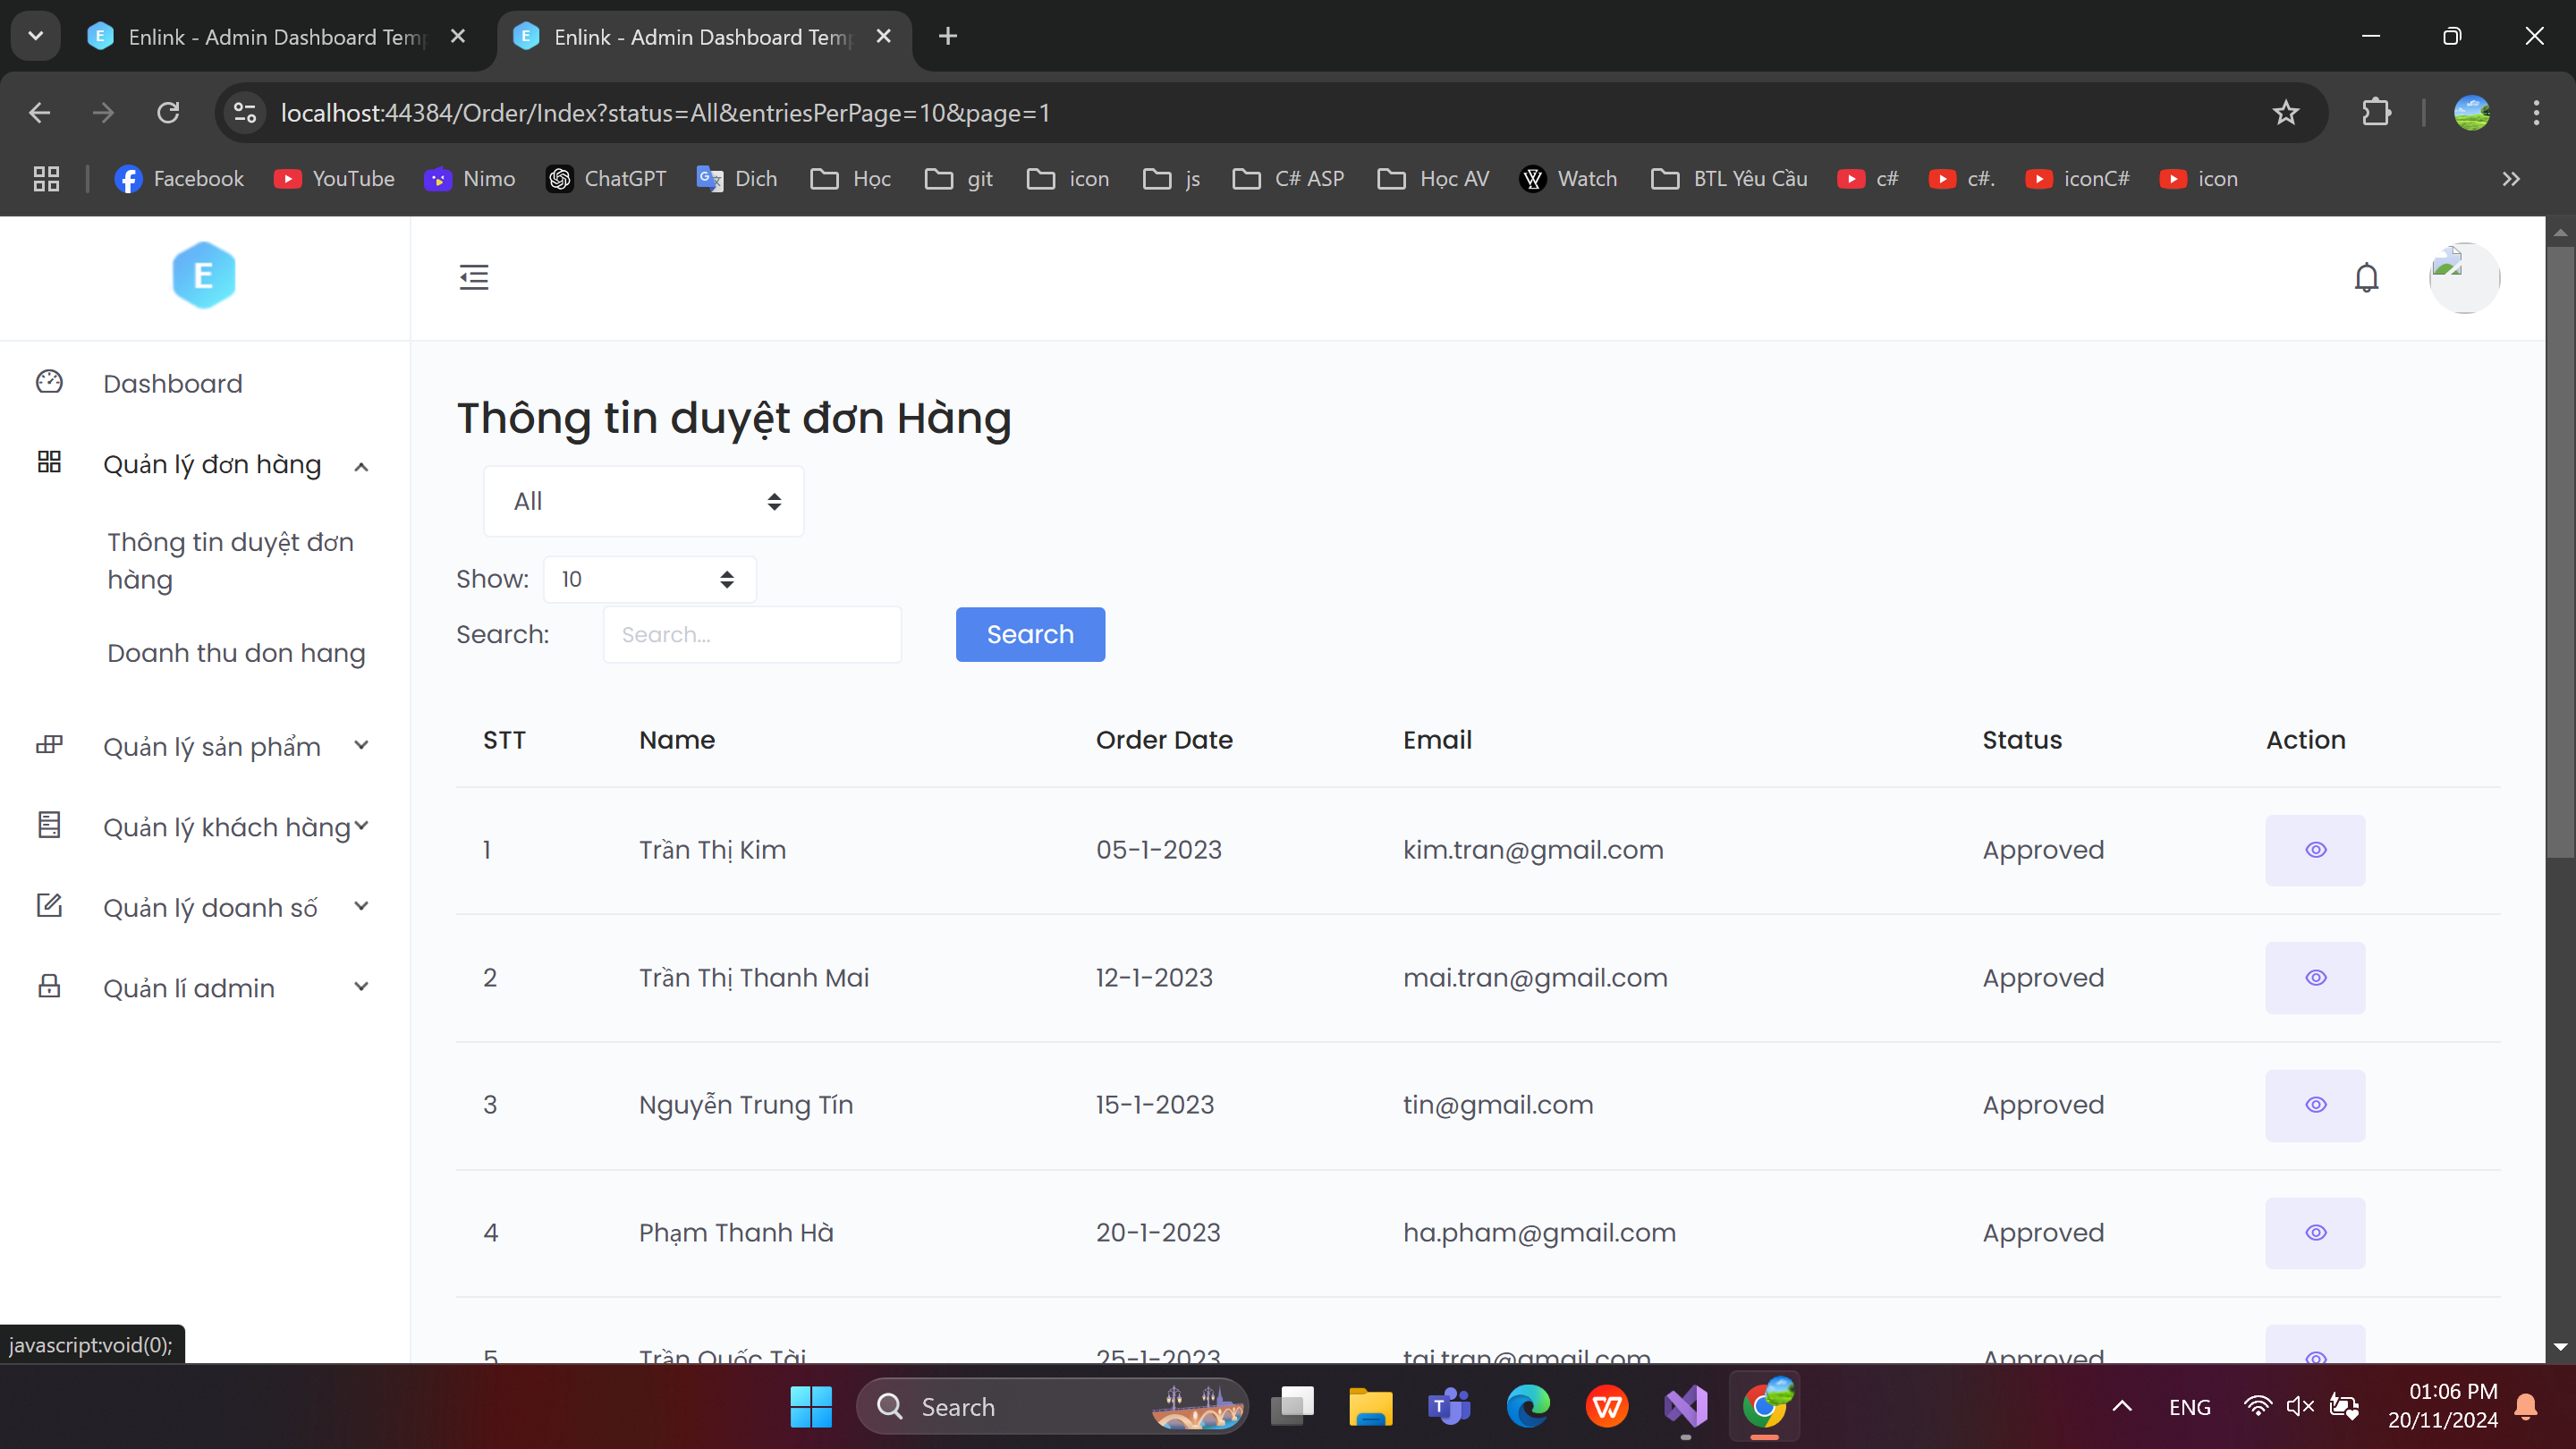 Enlink - Admin Dashboard Temp
Enlink - Admin Dashboard Temp
localhost:44384/Order/Index?status=All&entriesPerPage=10&page=1
Facebook YouTube Nimo ChatGPT Dich Học git icon js C# ASP Học AV Watch BTL Yêu Cầu c# c#. iconC# icon
E
Dashboard
Quản lý đơn hàng
Thông tin duyệt đơn
hàng
Doanh thu don hang
Quản lý sản phẩm
Quản lý khách hàng
Quản lý doanh số
Quản lí admin
Thông tin duyệt đơn Hàng
All
Show: 10
Search: Search... Search
STT Name Order Date Email Status Action
1 Trần Thị Kim 05-1-2023 kim.tran@gmail.com Approved
2 Trần Thị Thanh Mai 12-1-2023 mai.tran@gmail.com Approved
3 Nguyễn Trung Tín 15-1-2023 tin@gmail.com Approved
4 Phạm Thanh Hà 20-1-2023 ha.pham@gmail.com Approved
5 Trần Quốc Tài 25-1-2023 tai.tran@gmail.com Approved
javascript:void(0);
Search
ENG
01:06 PM
20/11/2024